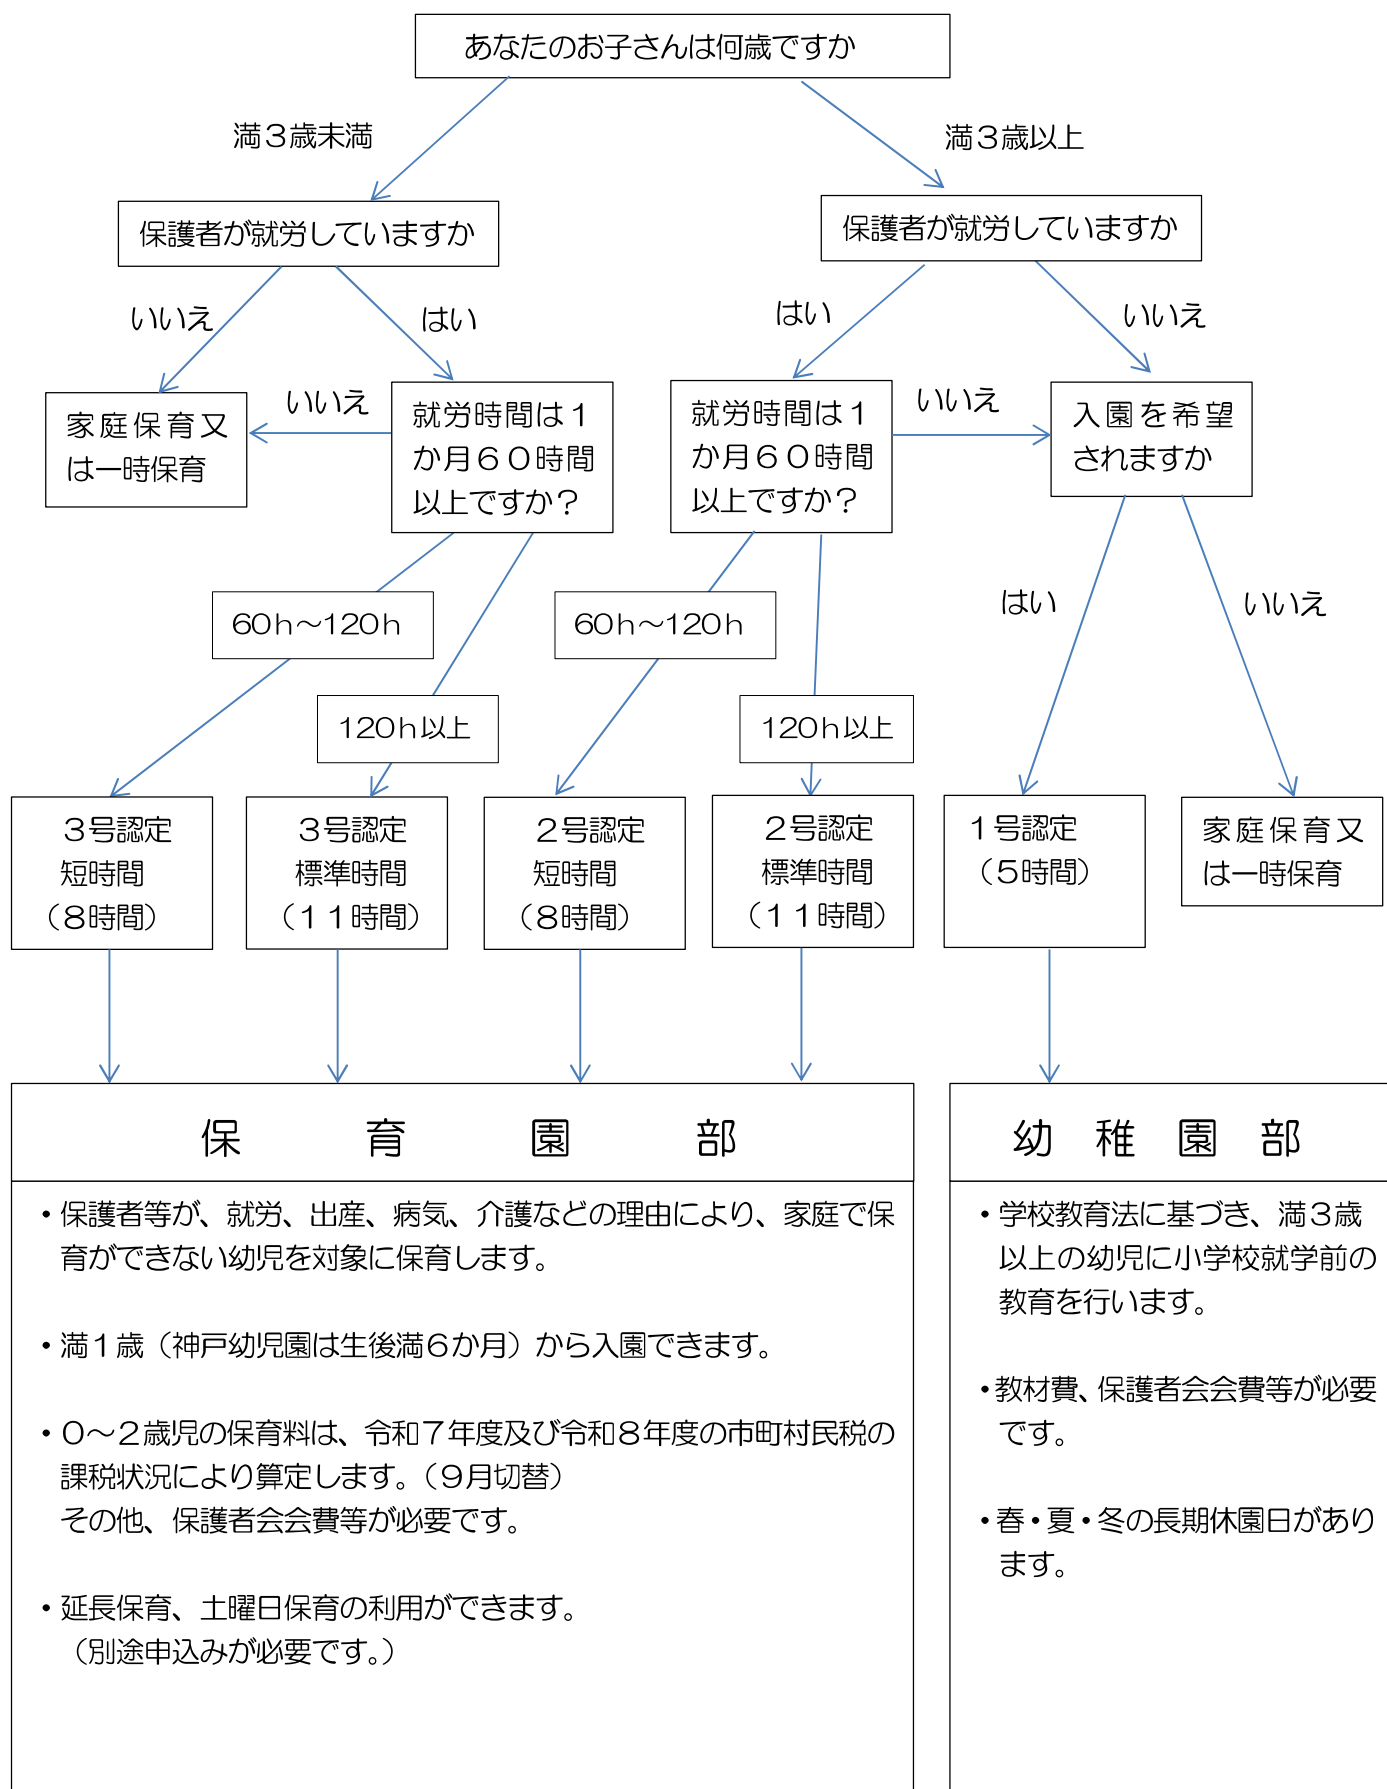 あなたのお子さんは何歳ですか
満３歳未満
満３歳以上
保護者が就労していますか
保護者が就労していますか
いいえ
はい
はい
いいえ
家庭保育又
は一時保育
いいえ
就労時間は１
か月６０時間
以上ですか？
就労時間は１
か月６０時間
以上ですか？
いいえ
入園を希望
されますか
60ｈ～120ｈ
60ｈ～120ｈ
はい
いいえ
120ｈ以上
120ｈ以上
３号認定
短時間
（８時間）
３号認定
標準時間
（１１時間）
２号認定
短時間
（８時間）
２号認定
標準時間
（１１時間）
１号認定
（５時間）
家庭保育又
は一時保育
保育園部
・保護者等が、就労、出産、病気、介護などの理由により、家庭で保
育ができない幼児を対象に保育します。
・満１歳（神戸幼児園は生後満６か月）から入園できます。
・０～２歳児の保育料は、令和７年度及び令和８年度の市町村民税の
課税状況により算定します。（９月切替）
その他、保護者会会費等が必要です。
・延長保育、土曜日保育の利用ができます。
（別途申込みが必要です。）
幼稚園部
・学校教育法に基づき、満３歳
以上の幼児に小学校就学前の
教育を行います。
・教材費、保護者会会費等が必要
です。
・春・夏・冬の長期休園日があり
ます。